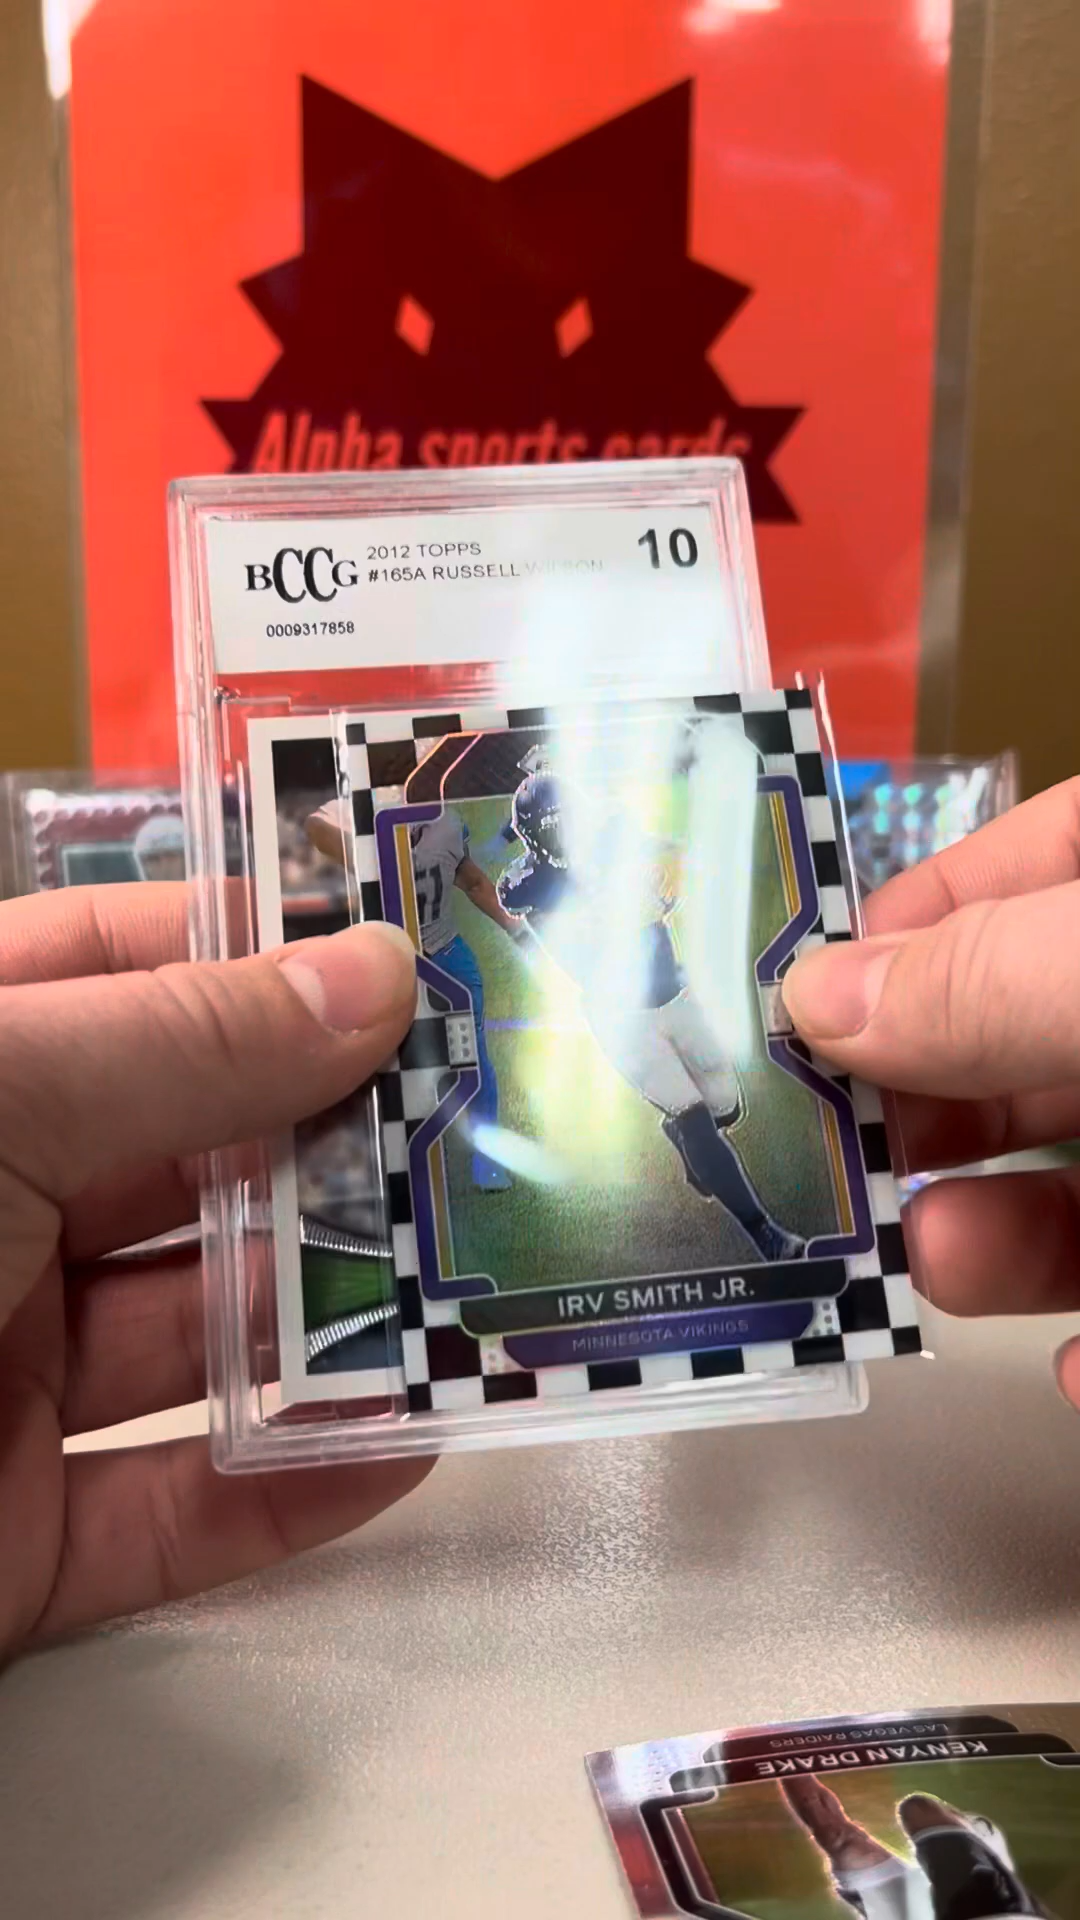 Alpha sports cards
BCCG
2012 TOPPS
#165A RUSSELL WILSON
10
0009317858
IRV SMITH JR.
MINNESOTA VIKINGS
KENYAN DRAKE
LAS VEGAS RAIDERS